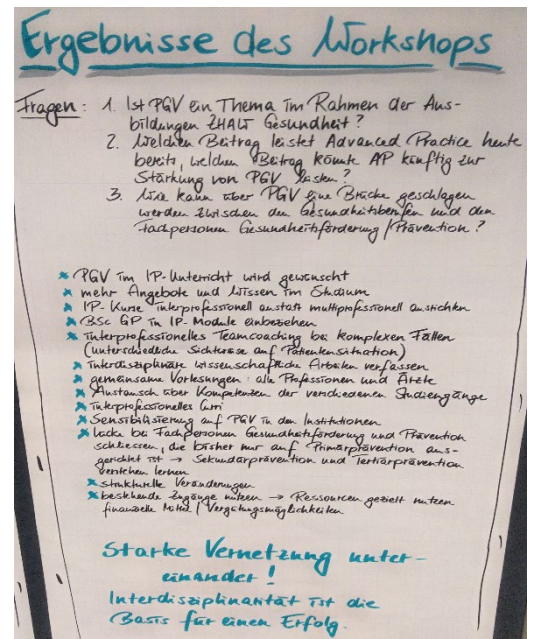 Ergebnisse des Workshops
Fragen: 1. Ist PGV ein Thema im Rahmen der Aus-
bildungen ZHAW Gesundheit?
2. Welchen Beitrag leistet Advanced Practice heute
bereits, welchen Beitrag könnte AP künftig zur
Stärkung von PGV leisten?
3. Wie kann über PGV eine Brücke geschlagen
werden zwischen den Gesundheitsberufen und den
Fachpersonen Gesundheitsförderung / Prävention?
* PGV im IP-Unterricht wird gewünscht
* mehr Angebote und Wissen im Studium
* IP-Kurse interprofessionell anstatt multiprofessionell ausrichten
* BSc GP in IP-Module einbeziehen
* interprofessionelles Teamcoaching bei komplexen Fällen
(unterschiedliche Sichtweise auf Patientensituation)
* interdisziplinäre wissenschaftliche Arbeiten verfassen
* gemeinsame Vorlesungen: alle Professionen und Ärzte
* Austausch über Kompetenzen der verschiedenen Studiengänge
* interprofessionelles Curri
* Sensibilisierung auf PGV in den Institutionen
* Lücke bei Fachpersonen Gesundheitsförderung und Prävention
schliessen, die bisher nur auf Primärprävention aus-
gerichtet ist → Sekundärprävention und Tertiärprävention
verstehen lernen
* strukturelle Veränderungen
* bestehende Zugänge nutzen → Ressourcen gezielt nutzen
finanzielle Mittel / Vergütungsmöglichkeiten
Starke Vernetzung unter-
einander!
Interdisziplinarität ist die
Basis für einen Erfolg.